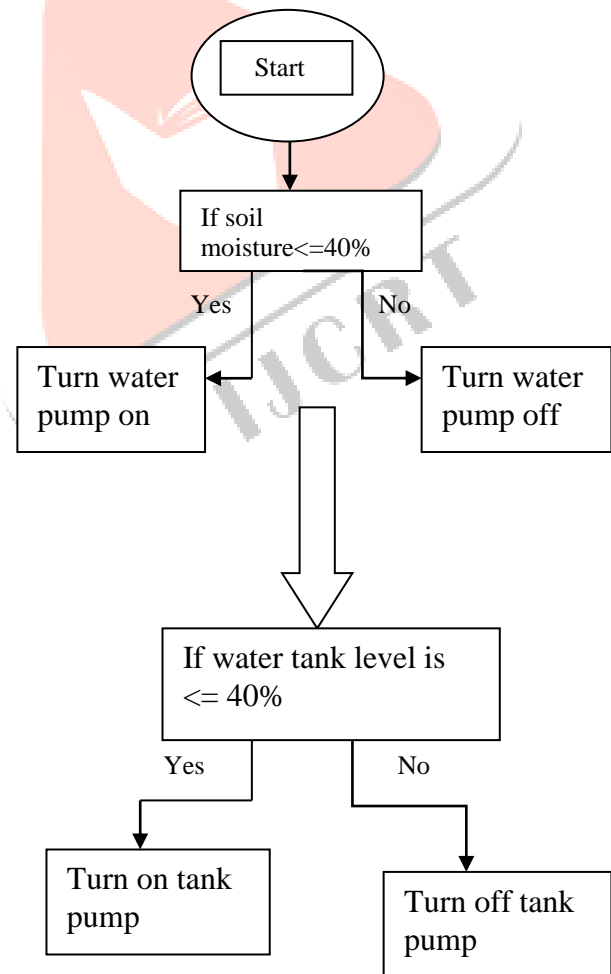 Start
If soil
moisture<=40%
Yes
No
Turn water
pump on
Turn water
pump off
IJCRT
If water tank level is
<= 40%
Yes
No
Turn on tank
pump
Turn off tank
pump